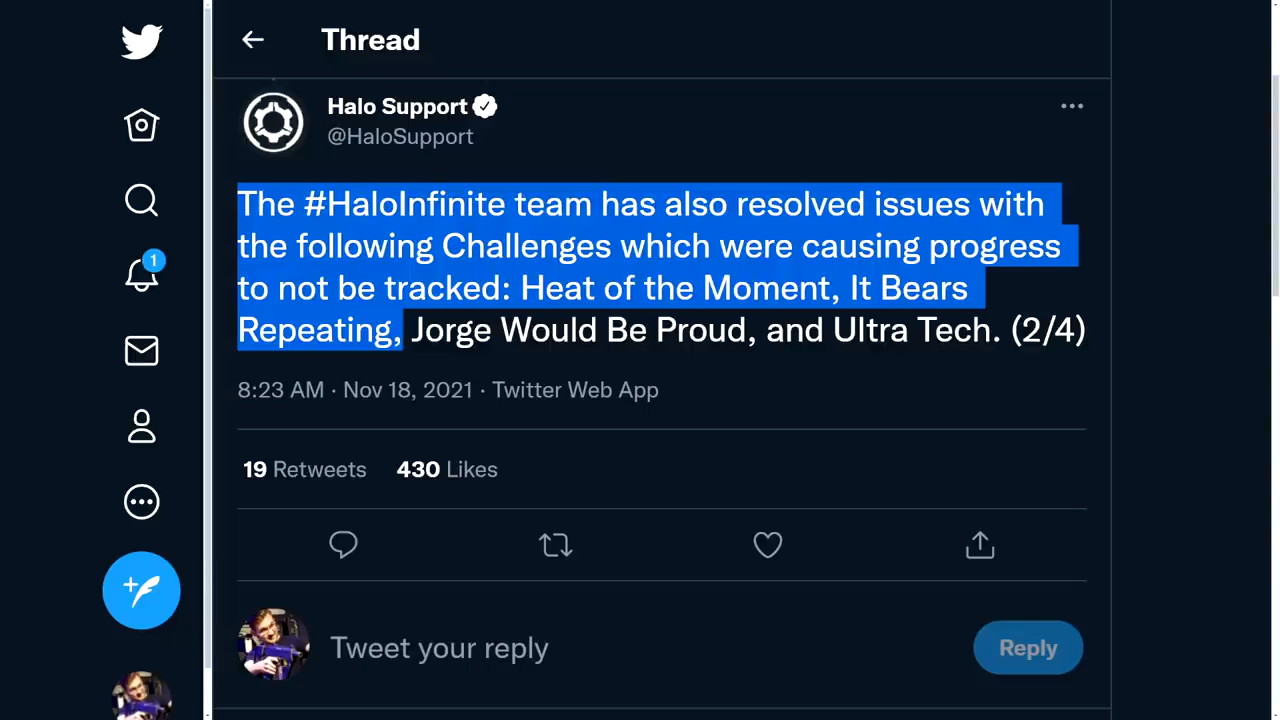 Thread
Halo Support
@HaloSupport
The #HaloInfinite team has also resolved issues with
the following Challenges which were causing progress
to not be tracked: Heat of the Moment, It Bears
Repeating, Jorge Would Be Proud, and Ultra Tech. (2/4)
8:23 AM · Nov 18, 2021 · Twitter Web App
19 Retweets 430 Likes
Tweet your reply
Reply
1